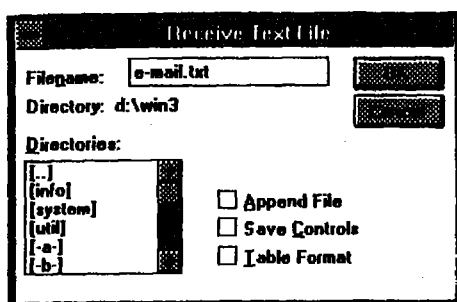 Receive Text File
Filename: e-mail.txt
Directory: d:\win3
Directories:
[..]
[info]
[system]
[util]
[-a-]
[-b-]
Append File
Save Controls
Table Format